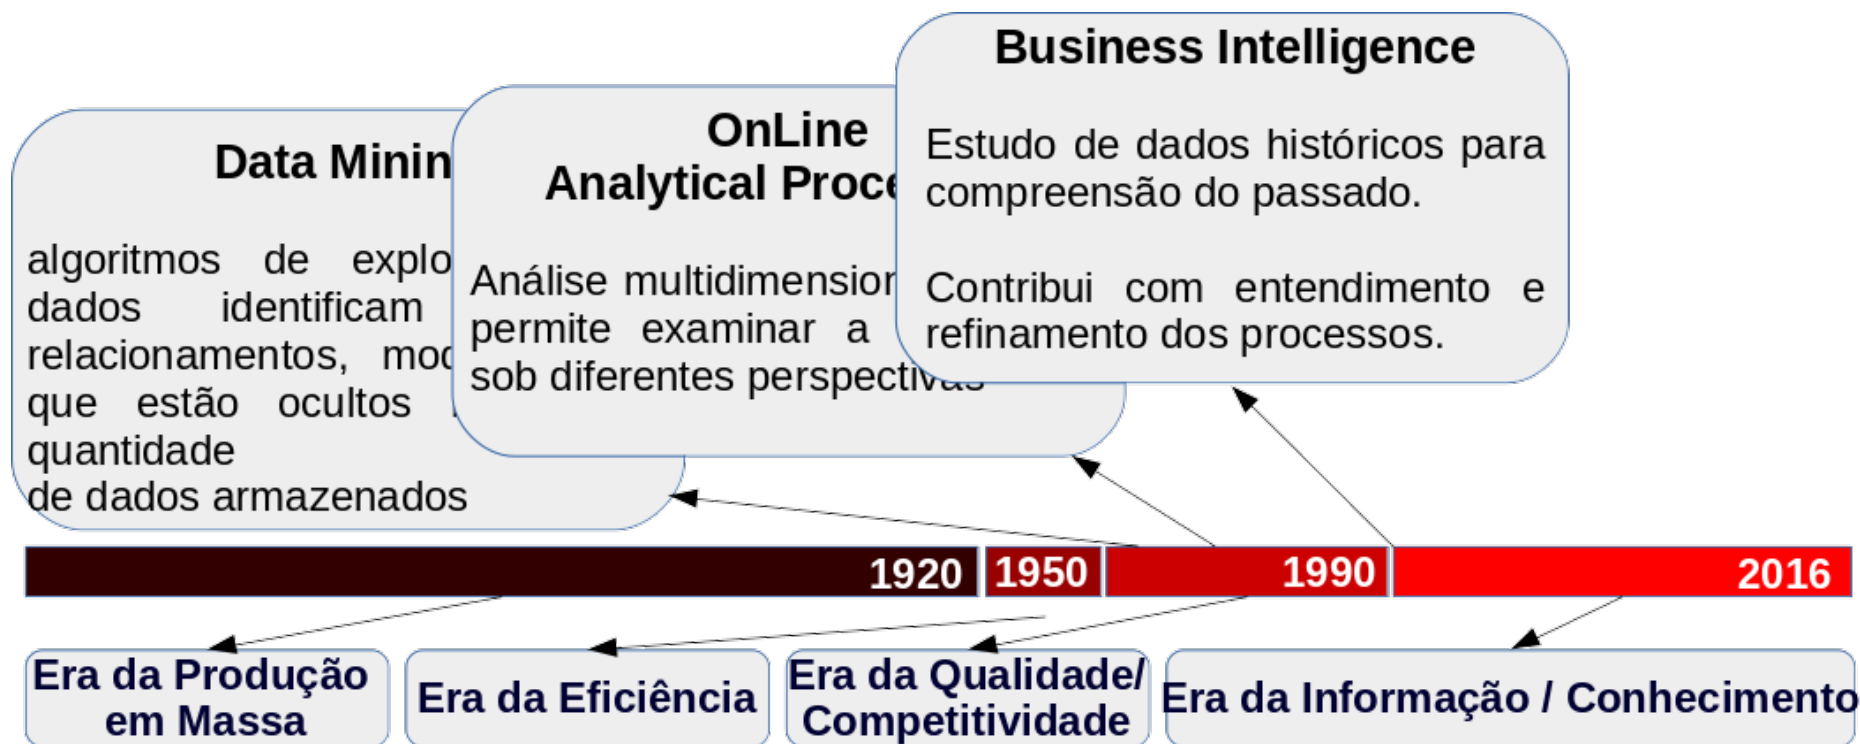 Data Minin
algoritmos de explo
dados identificam
relacionamentos, mod
que estão ocultos
quantidade
de dados armazenados
OnLine
Analytical Proce
Análise multidimension
permite examinar a
sob diferentes perspectivas
Business Intelligence
Estudo de dados históricos para
compreensão do passado.
Contribui com entendimento e
refinamento dos processos.
1920
1950
1990
2016
Era da Produção
em Massa
Era da Eficiência
Era da Qualidade/
Competitividade
Era da Informação / Conhecimento